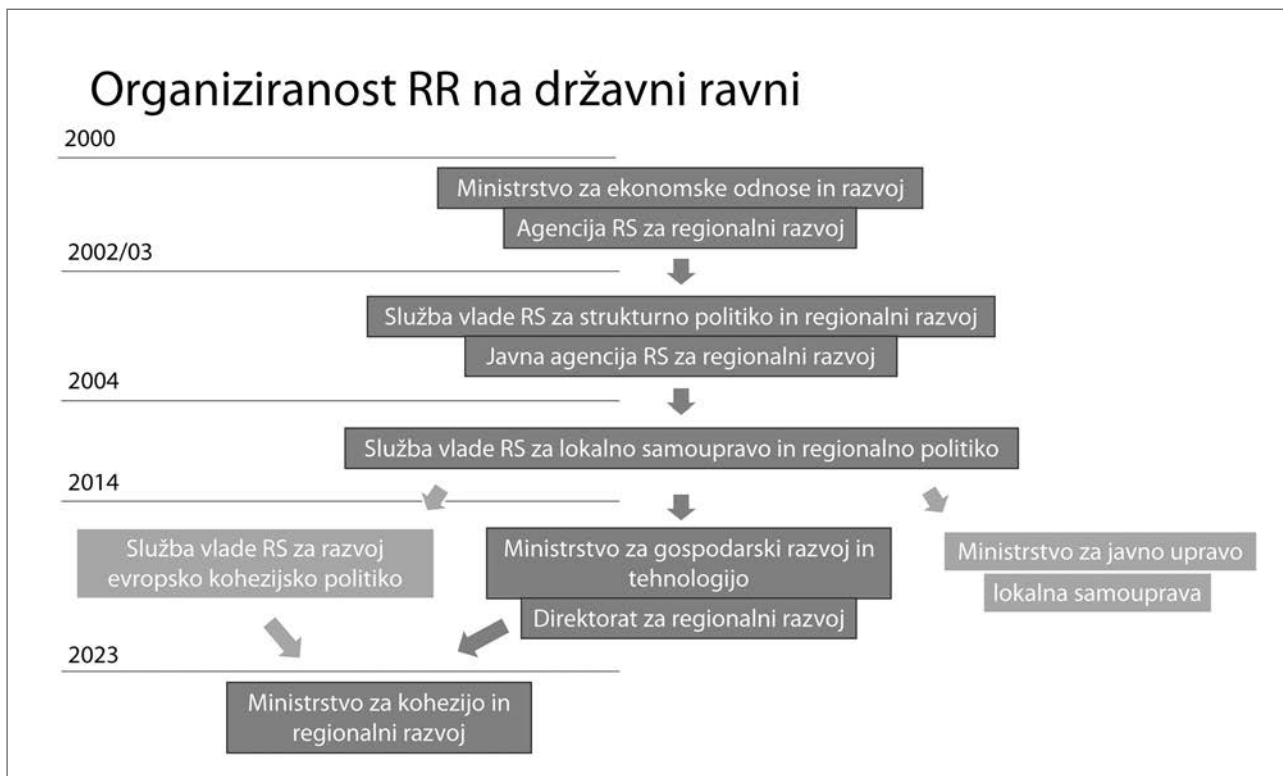 Organiziranost RR na državni ravni
2000
Ministrstvo za ekonomske odnose in razvoj
Agencija RS za regionalni razvoj
2002/03
Služba vlade RS za strukturno politiko in regionalni razvoj
Javna agencija RS za regionalni razvoj
2004
Služba vlade RS za lokalno samoupravo in regionalno politiko
2014
Služba vlade RS za razvoj
evropsko kohezijsko politiko
Ministrstvo za gospodarski razvoj in
tehnologijo
Direktorat za regionalni razvoj
Ministrstvo za javno upravo
lokalna samouprava
2023
Ministrstvo za kohezijo in
regionalni razvoj